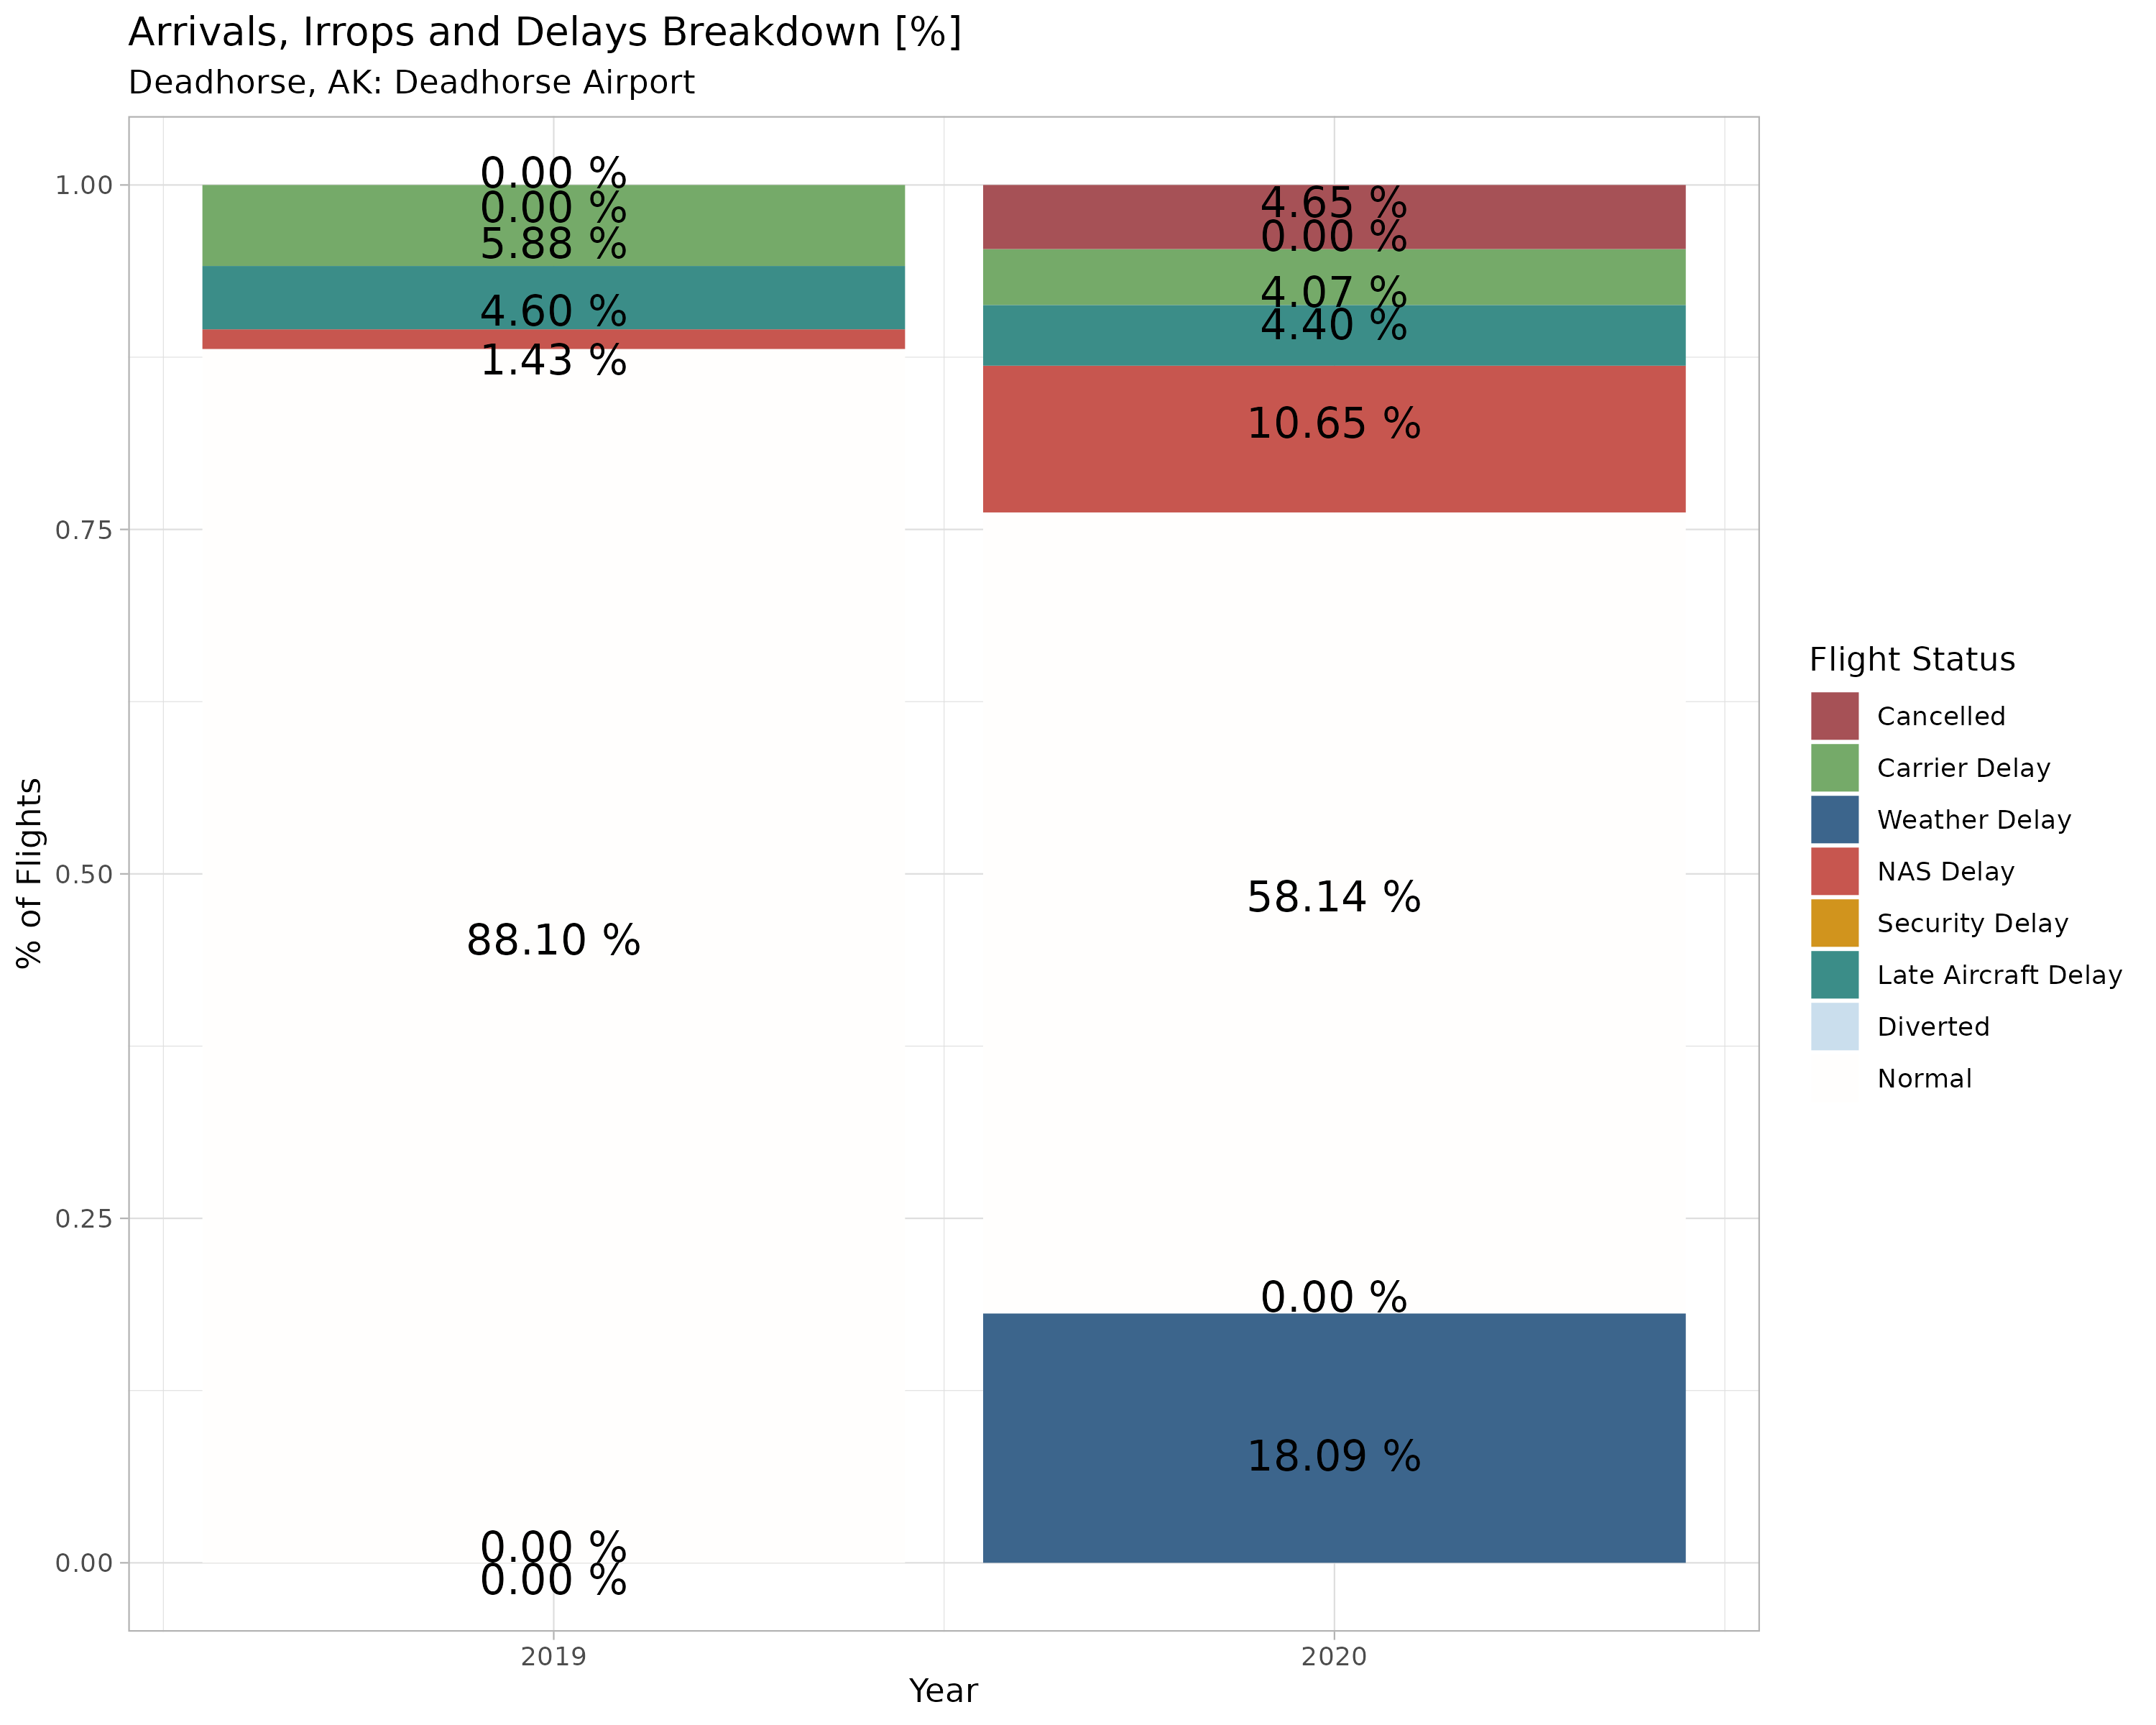 Arrivals, Irrops and Delays Breakdown [%]
Deadhorse, AK: Deadhorse Airport
% of Flights
1.00
0.75
0.50
0.25
0.00
0.00 %
0.00 %
5.88 %
4.60 %
1.43 %
88.10 %
0.00 %
0.00 %
4.65 %
0.00 %
4.07 %
4.40 %
10.65 %
58.14 %
0.00 %
18.09 %
2019
2020
Year
Flight Status
Cancelled
Carrier Delay
Weather Delay
NAS Delay
Security Delay
Late Aircraft Delay
Diverted
Normal